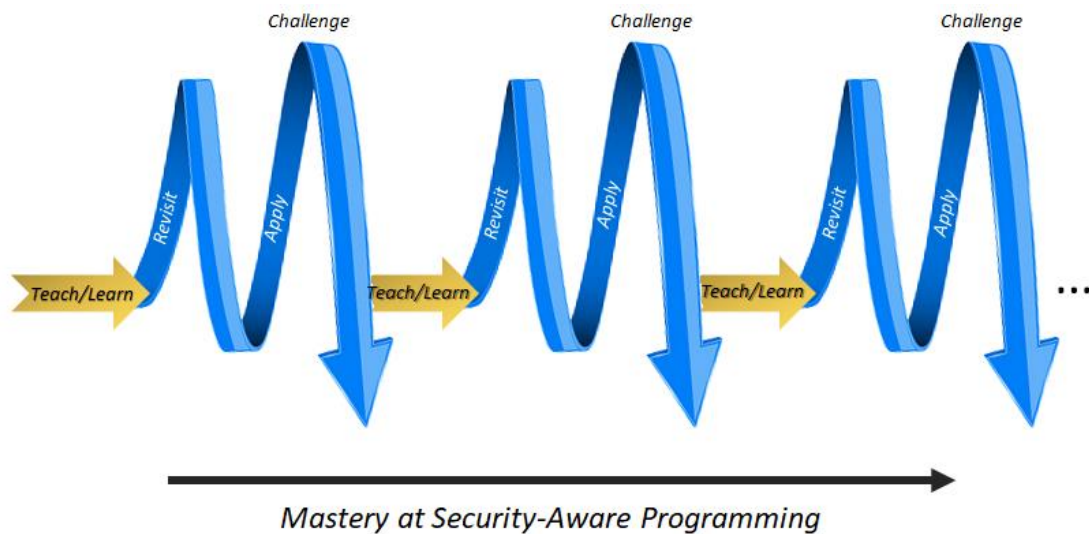 Challenge
Challenge
Challenge
Revisit
Apply
Revisit
Apply
Revisit
Apply
Teach/Learn
Teach/Learn
Teach/Learn
...
Mastery at Security-Aware Programming